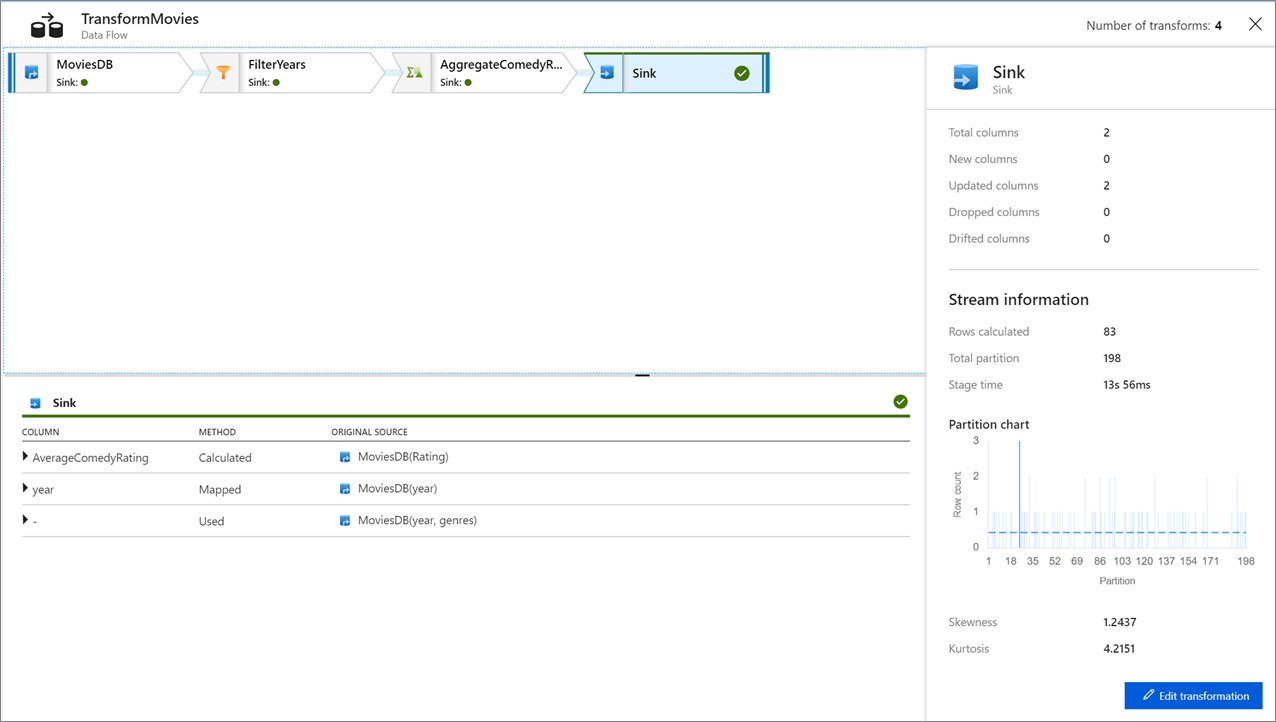 TransformMovies
Data Flow
Number of transforms: 4
MoviesDB
Sink:
FilterYears
Sink:
AggregateComedyR...
Sink:
Sink
Sink
Sink
Total columns 2
New columns 0
Updated columns 2
Dropped columns 0
Drifted columns 0
Stream information
Rows calculated 83
Total partition 198
Stage time 13s 56ms
Partition chart
3
2
1
0
Row count
1 18 35 52 69 86 103 120 137 154 171 198
Partition
Skewness 1.2437
Kurtosis 4.2151
Edit transformation
Sink
COLUMN METHOD ORIGINAL SOURCE
AverageComedyRating Calculated MoviesDB(Rating)
year Mapped MoviesDB(year)
- Used MoviesDB(year, genres)